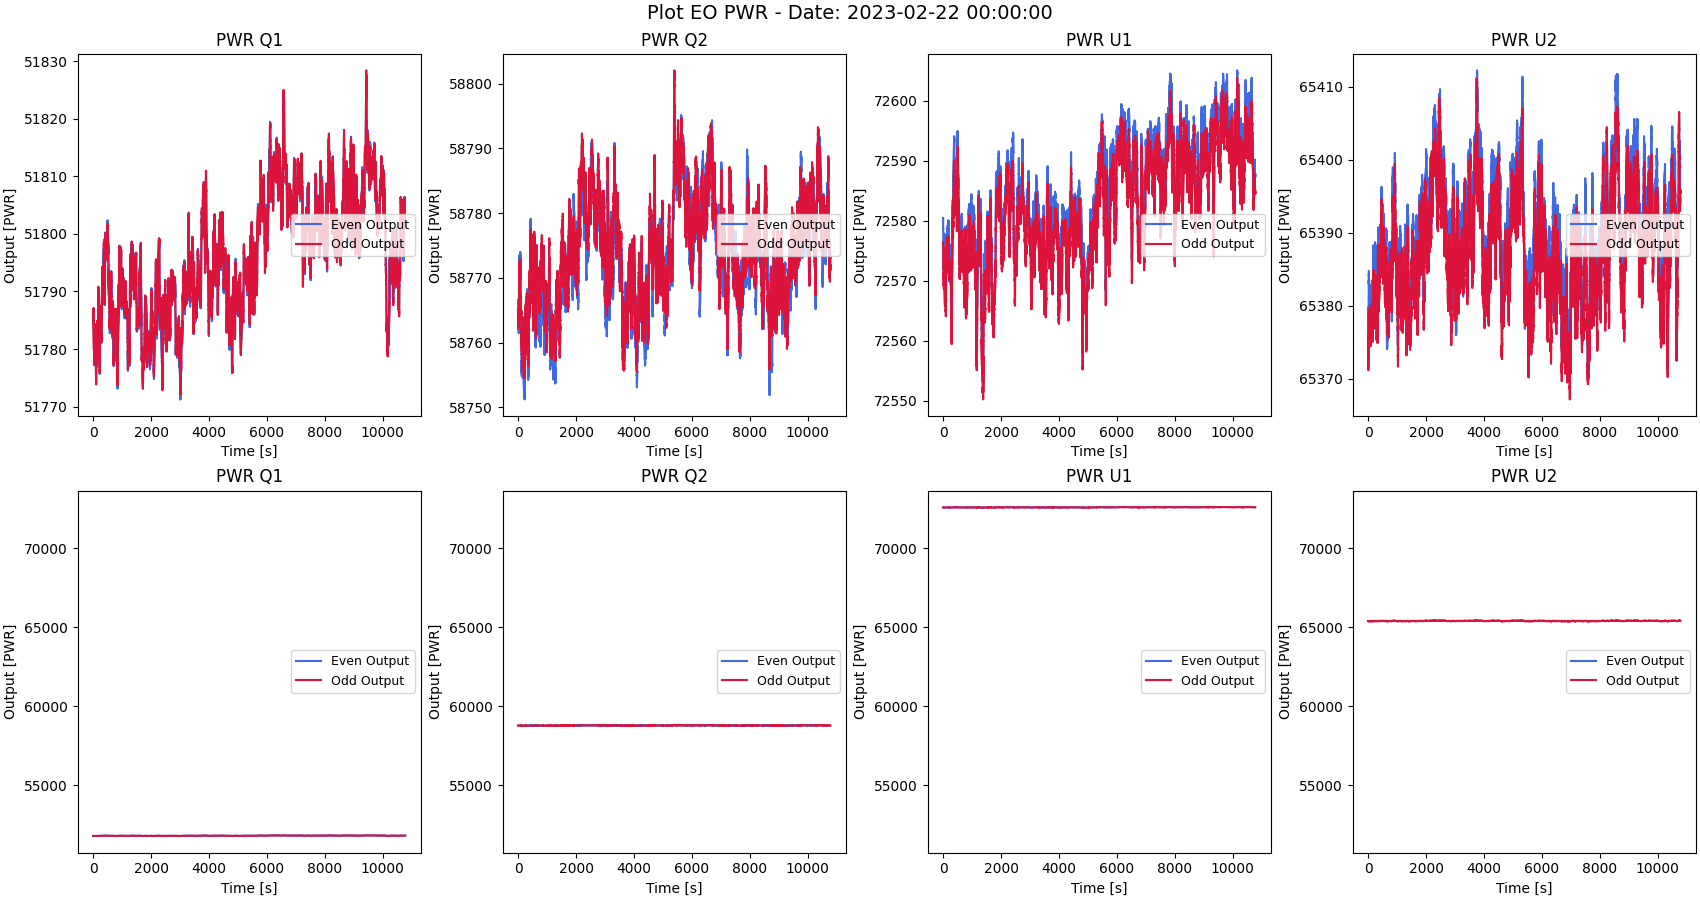 Plot EO PWR - Date: 2023-02-22 00:00:00
PWR Q1
Output [PWR]
51830
51820
51810
51800
51790
51780
51770
Even Output
Odd Output
0 2000 4000 6000 8000 10000
Time [s]
PWR Q2
Output [PWR]
58800
58790
58780
58770
58760
58750
Even Output
Odd Output
0 2000 4000 6000 8000 10000
Time [s]
PWR U1
Output [PWR]
72600
72590
72580
72570
72560
72550
Even Output
Odd Output
0 2000 4000 6000 8000 10000
Time [s]
PWR U2
Output [PWR]
65410
65400
65390
65380
65370
Even Output
Odd Output
0 2000 4000 6000 8000 10000
Time [s]
PWR Q1
Output [PWR]
70000
65000
60000
55000
Even Output
Odd Output
0 2000 4000 6000 8000 10000
Time [s]
PWR Q2
Output [PWR]
70000
65000
60000
55000
Even Output
Odd Output
0 2000 4000 6000 8000 10000
Time [s]
PWR U1
Output [PWR]
70000
65000
60000
55000
Even Output
Odd Output
0 2000 4000 6000 8000 10000
Time [s]
PWR U2
Output [PWR]
70000
65000
60000
55000
Even Output
Odd Output
0 2000 4000 6000 8000 10000
Time [s]